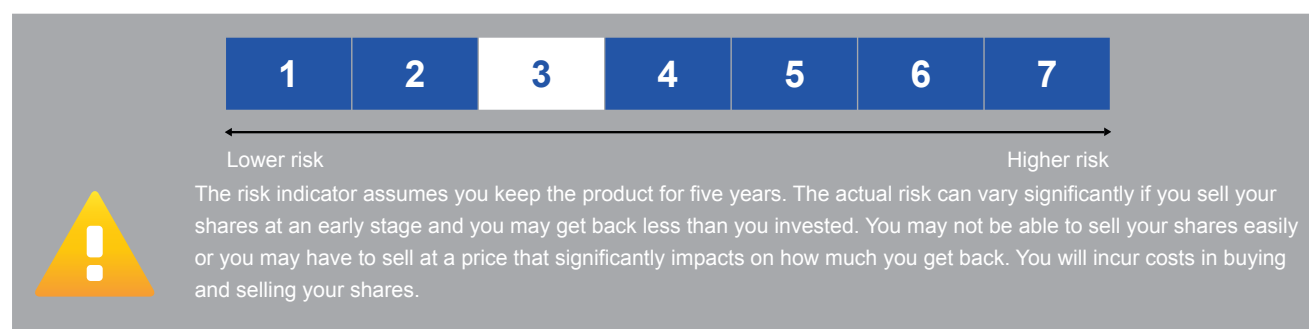 1 2 3 4 5 6 7
Lower risk Higher risk
The risk indicator assumes you keep the product for five years. The actual risk can vary significantly if you sell your
shares at an early stage and you may get back less than you invested. You may not be able to sell your shares easily
or you may have to sell at a price that significantly impacts on how much you get back. You will incur costs in buying
and selling your shares.